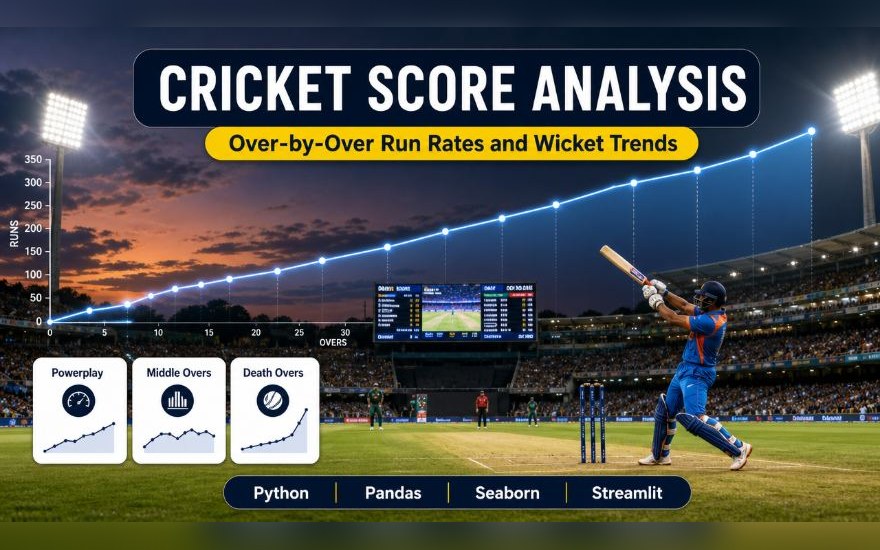 CRICKET SCORE ANALYSIS
Over-by-Over Run Rates and Wicket Trends
350
300
250
200
150
100
50
0
RUNS
0 5 10 15 20 25 30
OVERS
Powerplay
Middle Overs
Death Overs
Python
Pandas
Seaborn
Streamlit